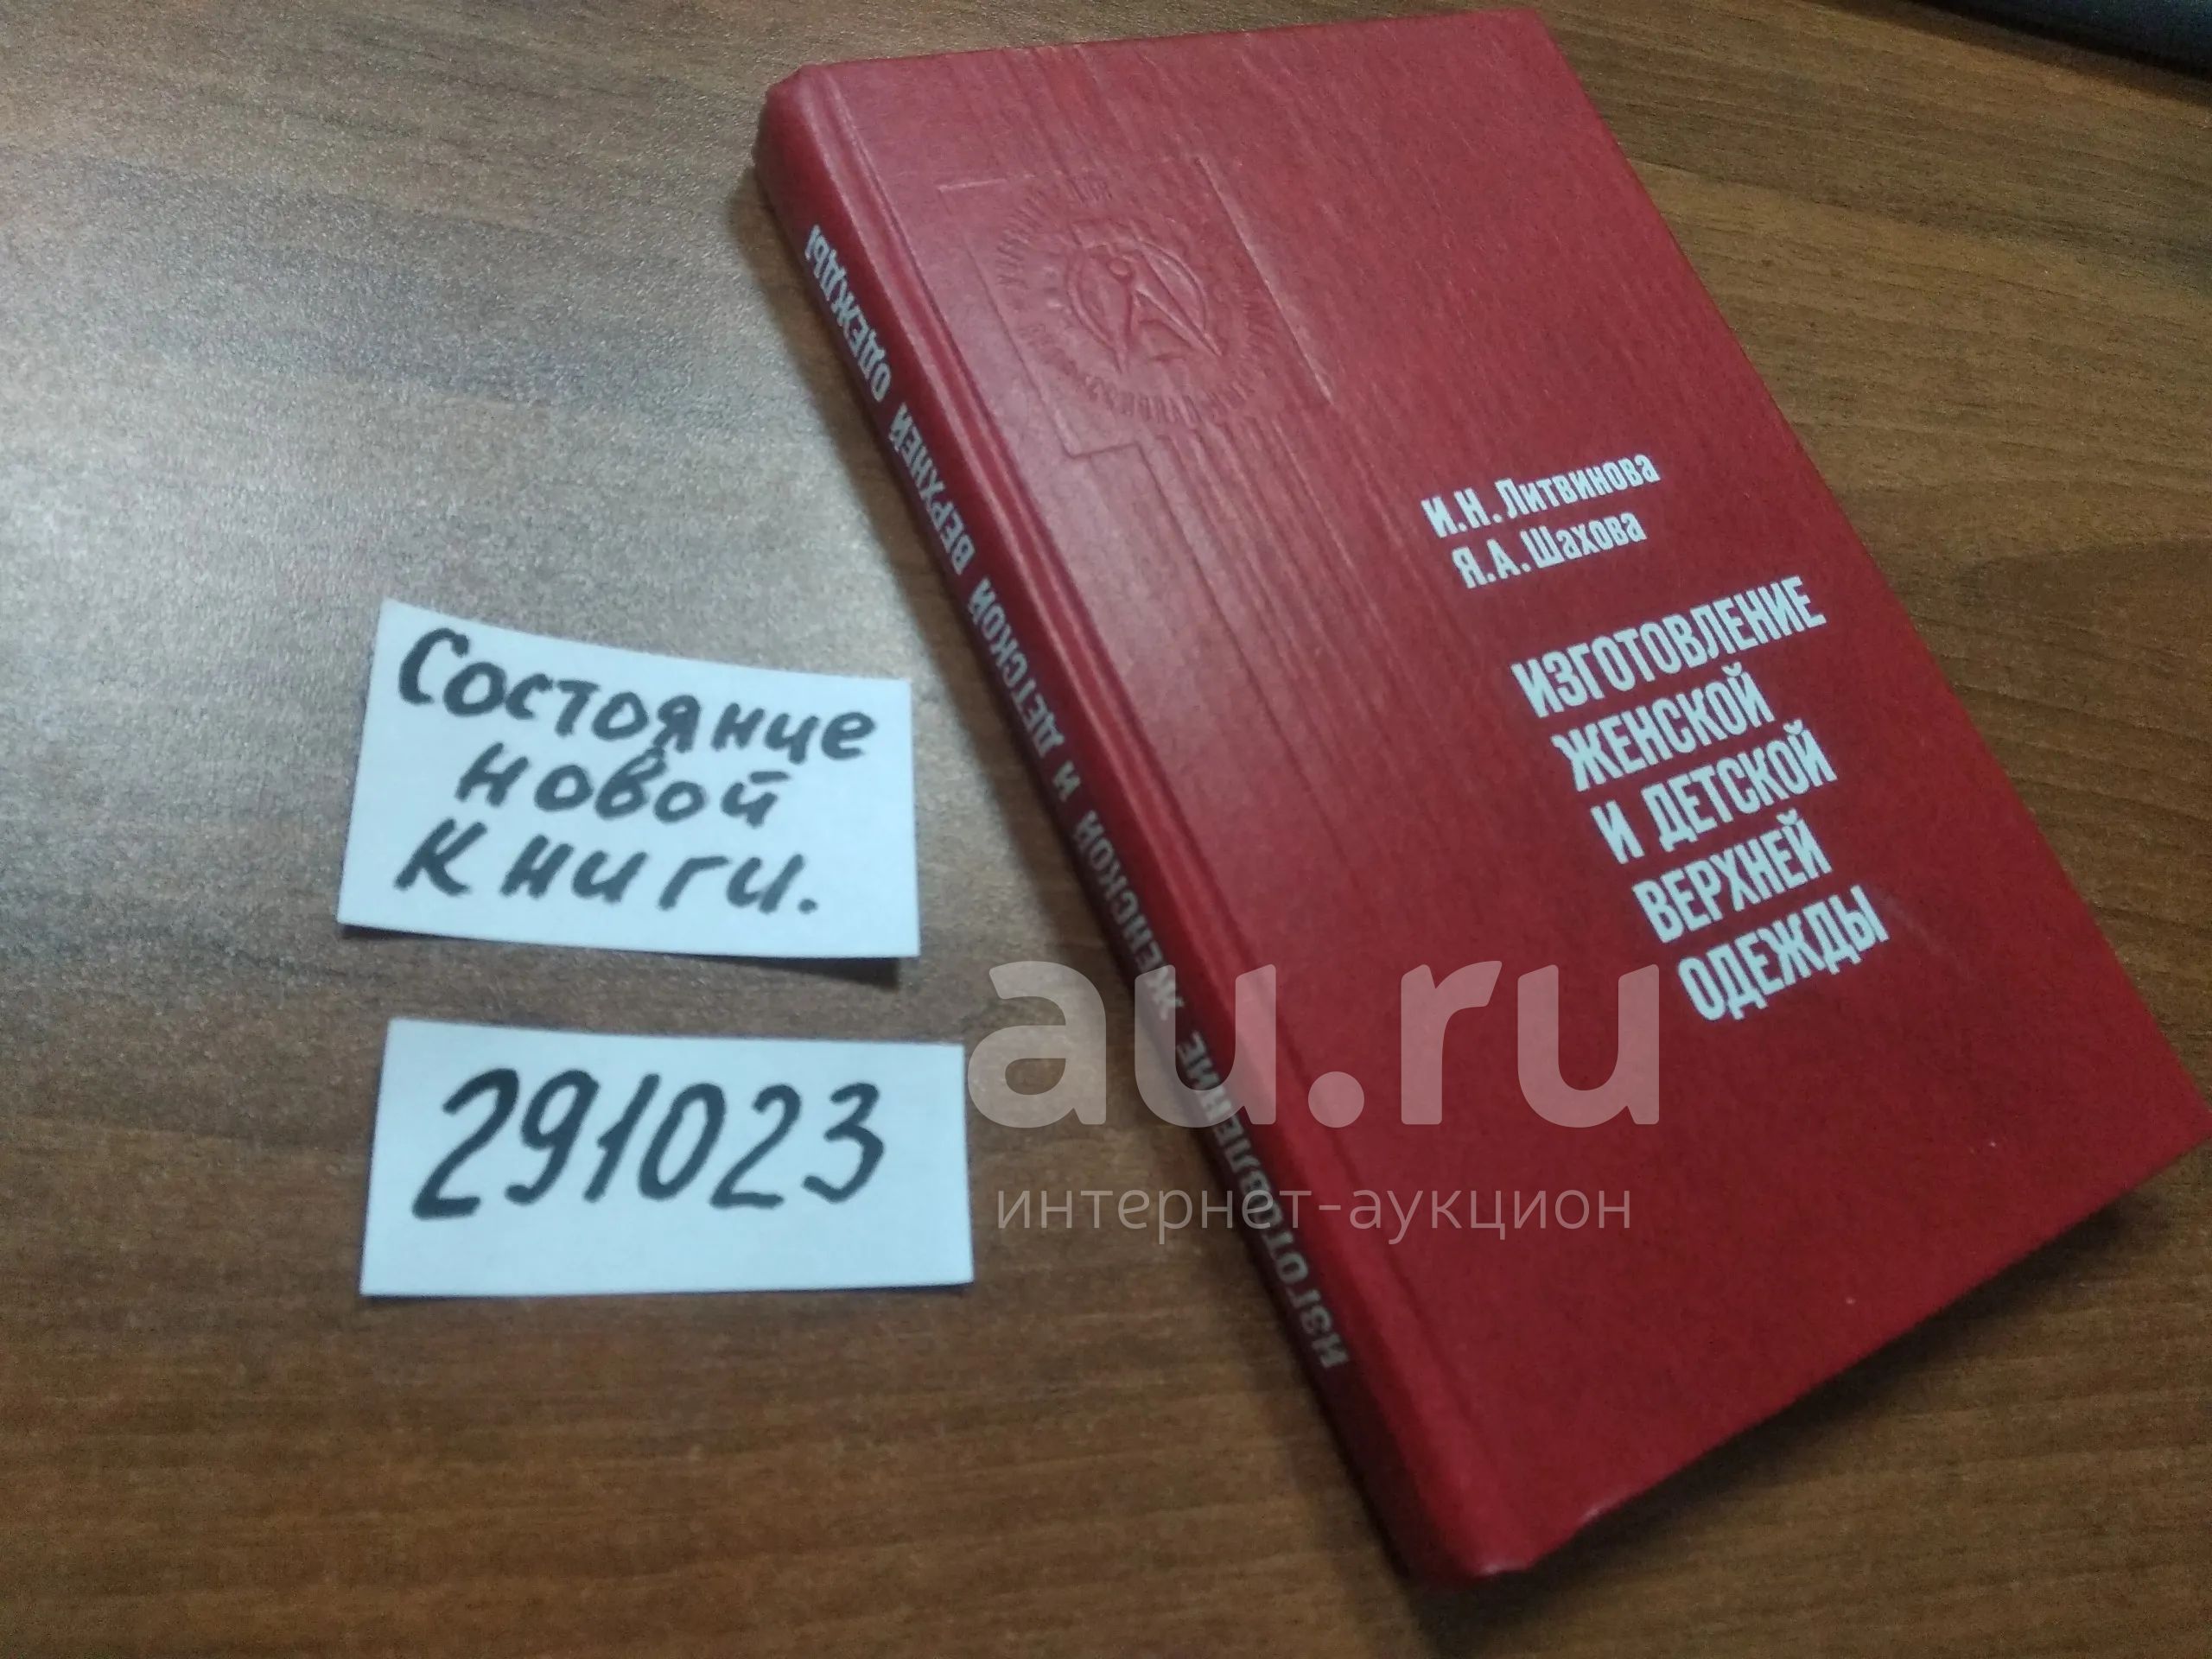 И.Н. Литвинова
Я.А. Шахова
ИЗГОТОВЛЕНИЕ
ЖЕНСКОЙ
И ДЕТСКОЙ
ВЕРХНЕЙ
ОДЕЖДЫ
ИЗГОТОВЛЕНИЕ ЖЕНСКОЙ И ДЕТСКОЙ ВЕРХНЕЙ ОДЕЖДЫ
Состояние
новой
Книги.
291023
au.ru
интернет-аукцион